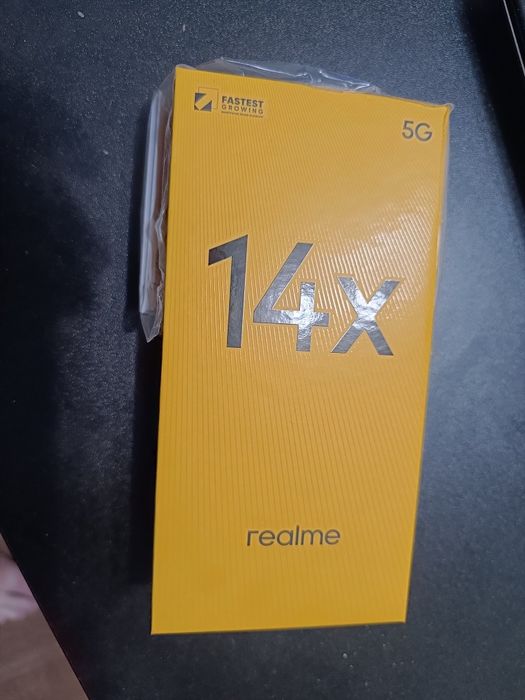 FASTEST
GROWING
5G
14x
realme